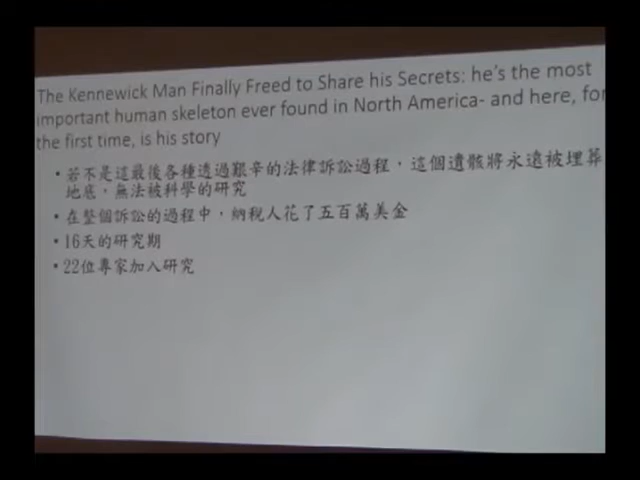 The Kennewick Man Finally Freed to Share his Secrets: he's the most
important human skeleton ever found in North America- and here, for
the first time, is his story
• 若不是這最後各種透過艱辛的法律訴訟過程，這個遺骸將永遠被埋葬
地底，無法被科學的研究
• 在整個訴訟的過程中，納稅人花了五百萬美金
• 16天的研究期
• 22位專家加入研究